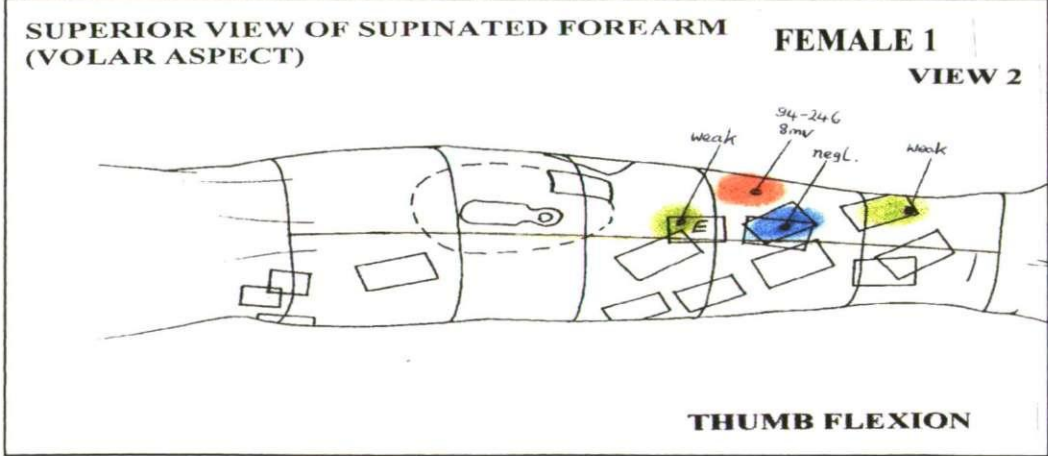 SUPERIOR VIEW OF SUPINATED FOREARM
(VOLAR ASPECT)
FEMALE 1
VIEW 2
94-246
8mv
weak
negl.
weak
E
THUMB FLEXION